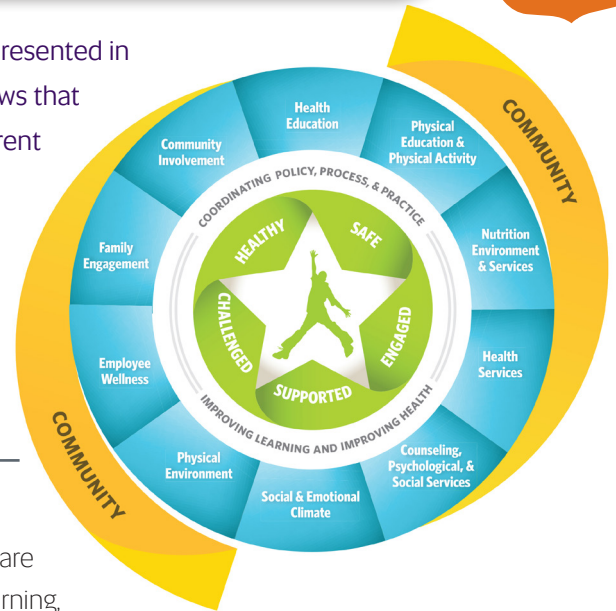 resented in
ws that
rent
COMMUNITY
Health
Education
Physical
Education &
Physical Activity
Nutrition
Environment
& Services
Health
Services
Counseling,
Psychological, &
Social Services
Social & Emotional
Climate
Physical
Environment
Employee
Wellness
Family
Engagement
Community
Involvement
COORDINATING POLICY, PROCESS, & PRACTICE
IMPROVING LEARNING AND IMPROVING HEALTH
HEALTHY
SAFE
ENGAGED
SUPPORTED
CHALLENGED
COMMUNITY
are
rning,